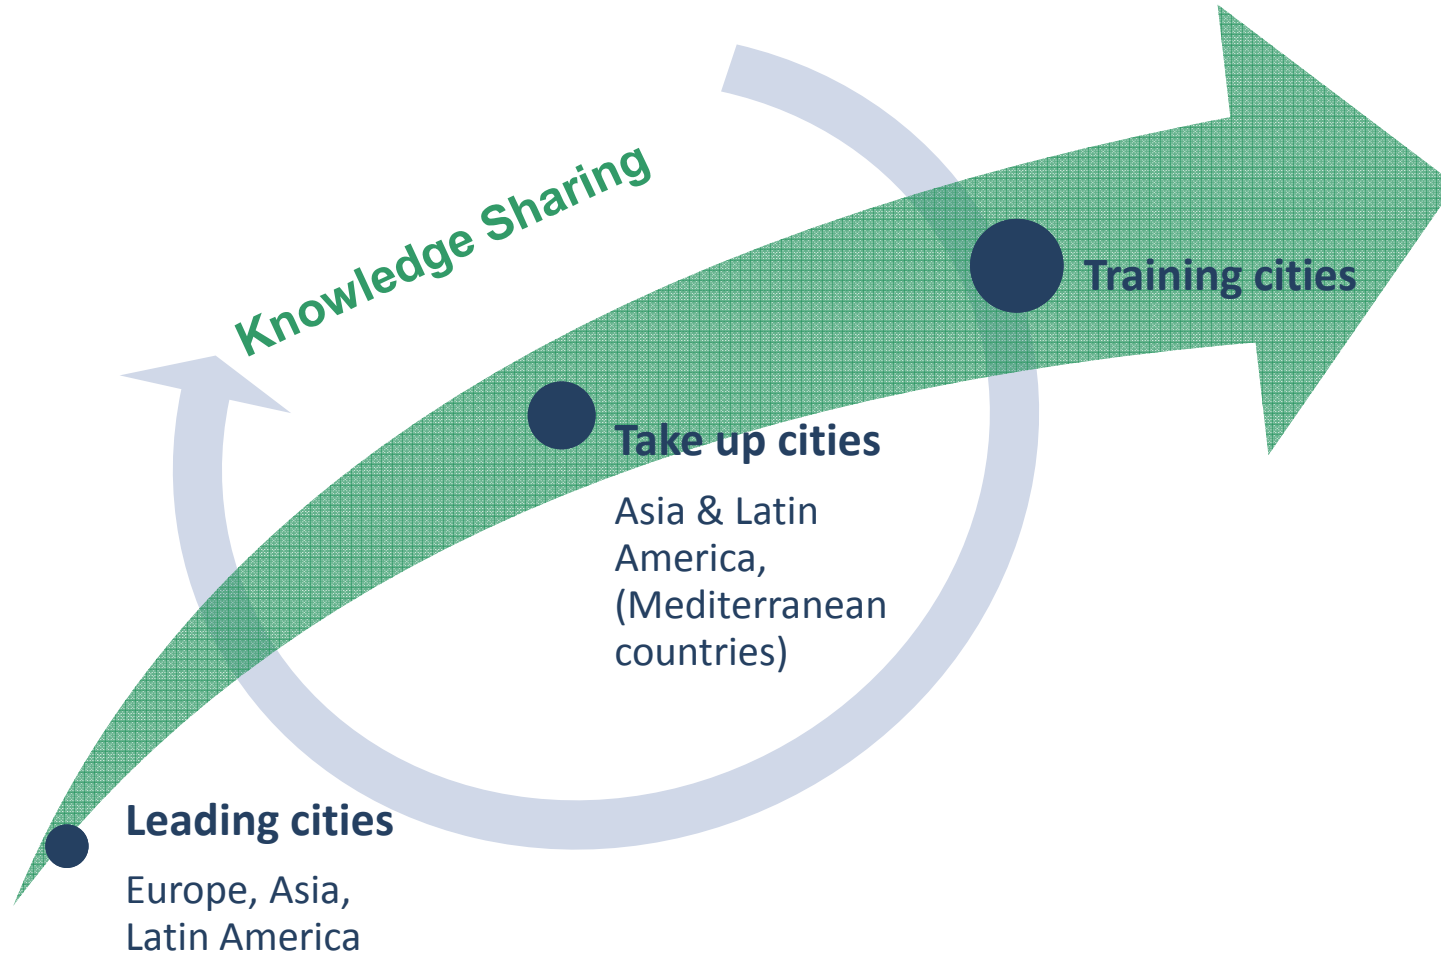 Knowledge Sharing
Training cities
Take up cities
Asia & Latin
America,
(Mediterranean
countries)
Leading cities
Europe, Asia,
Latin America